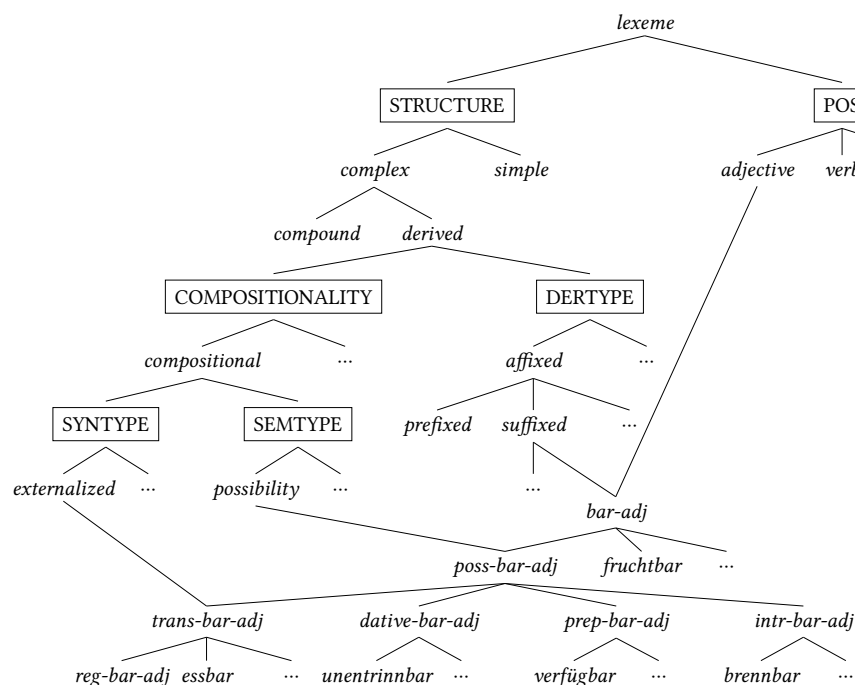 lexeme
STRUCTURE POS
complex simple adjective verb
compound derived
COMPOSITIONALITY DERTYPE
compositional ... affixed ...
SYNTYPE SEMTYPE prefixed suffixed ...
externalized ... possibility ... ...
bar-adj
poss-bar-adj fruchtbar ...
trans-bar-adj dative-bar-adj prep-bar-adj intr-bar-adj
reg-bar-adj essbar ... unentrinnbar ... verfügbar ... brennbar ...